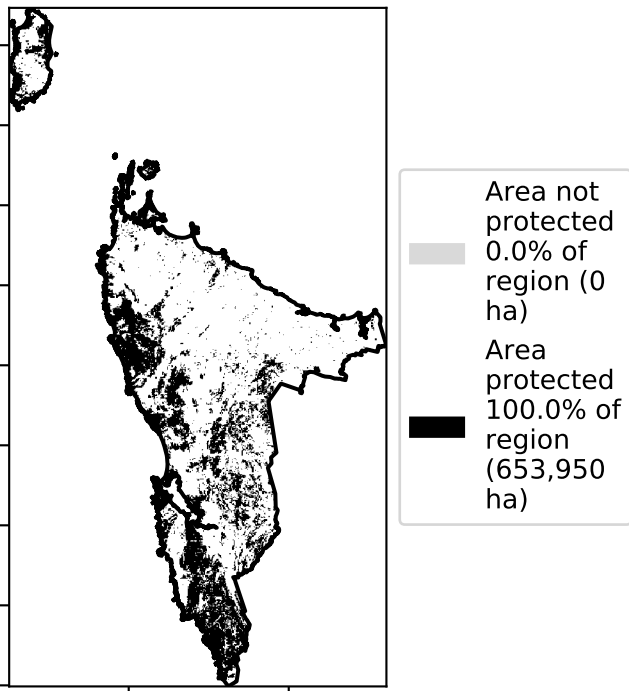 Area not
protected
0.0% of
region (0
ha)
Area
protected
100.0% of
region
(653,950
ha)